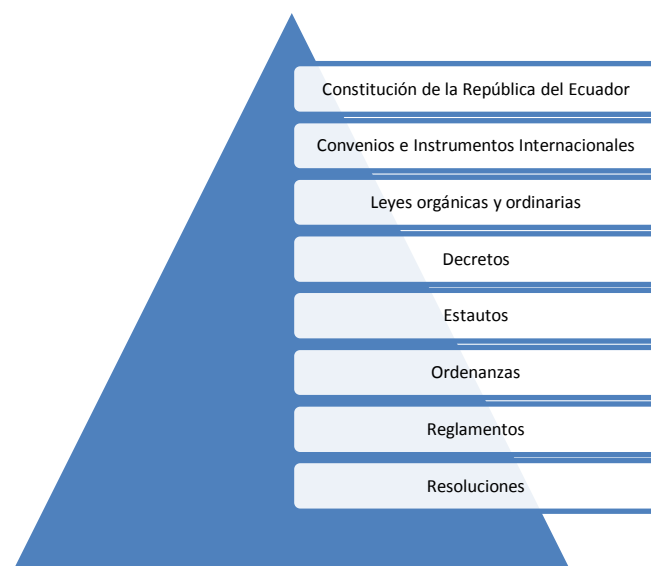 Constitución de la República del Ecuador
Convenios e Instrumentos Internacionales
Leyes orgánicas y ordinarias
Decretos
Estautos
Ordenanzas
Reglamentos
Resoluciones